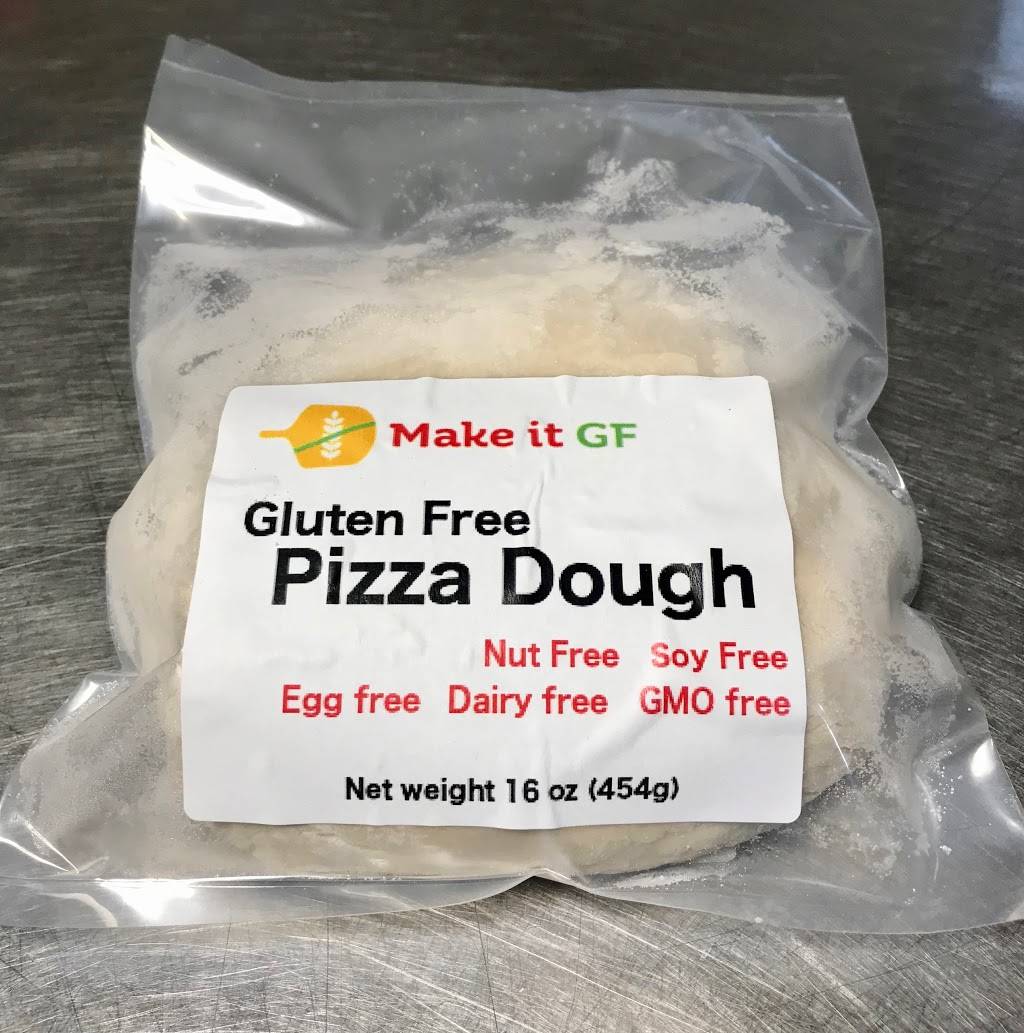 Make it GF
Gluten Free
Pizza Dough
Nut Free Soy Free
Egg free Dairy free GMO free
Net weight 16 oz (454g)